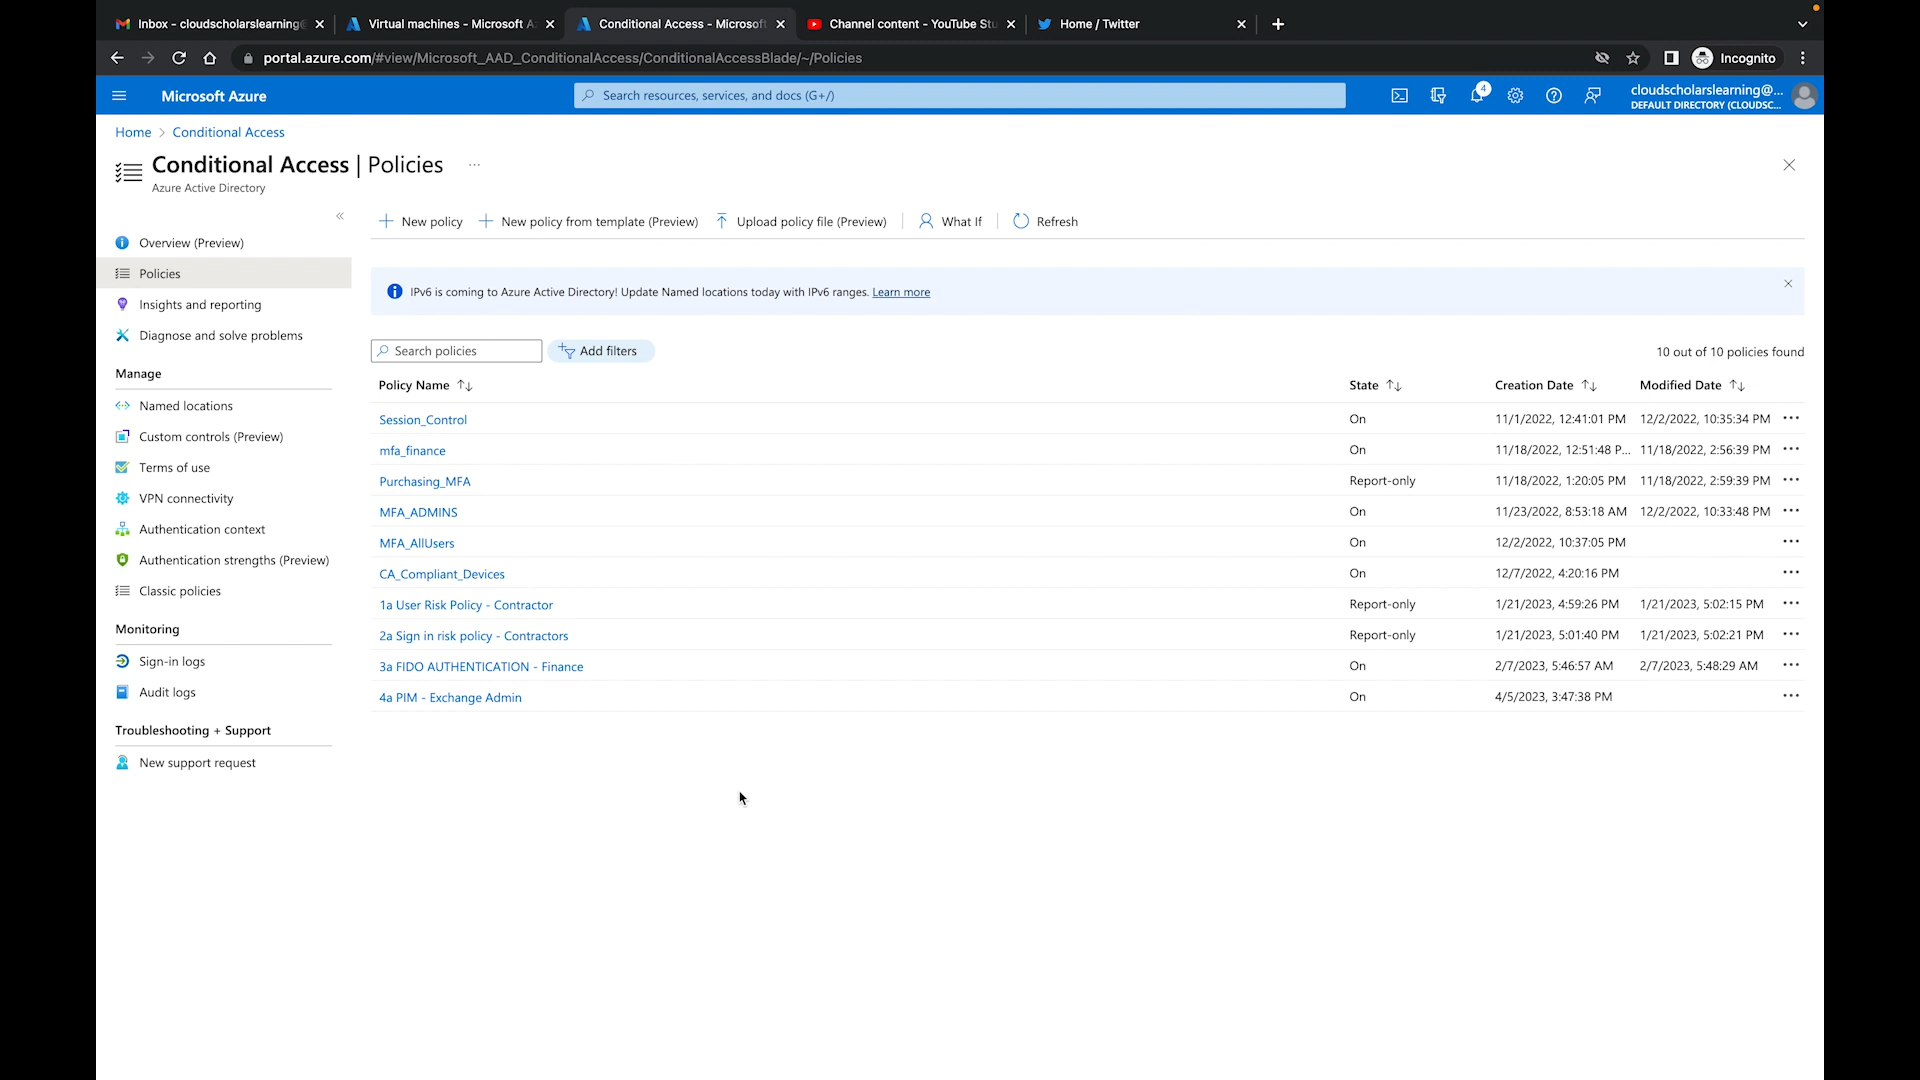 Inbox - cloudscholarslearning@
Virtual machines - Microsoft A
Conditional Access - Microsoft
Channel content - YouTube Stu
Home / Twitter
portal.azure.com/#view/Microsoft_AAD_ConditionalAccess/ConditionalAccessBlade/~/Policies
Incognito
Microsoft Azure
Search resources, services, and docs (G+/)
4
cloudscholarslearning@...
DEFAULT DIRECTORY (CLOUDSC...
Home > Conditional Access
Conditional Access | Policies ...
Azure Active Directory
«
New policy
New policy from template (Preview)
Upload policy file (Preview)
What If
Refresh
Overview (Preview)
Policies
Insights and reporting
Diagnose and solve problems
Manage
Named locations
Custom controls (Preview)
Terms of use
VPN connectivity
Authentication context
Authentication strengths (Preview)
Classic policies
Monitoring
Sign-in logs
Audit logs
Troubleshooting + Support
New support request
IPv6 is coming to Azure Active Directory! Update Named locations today with IPv6 ranges. Learn more
Search policies
Add filters
10 out of 10 policies found
Policy Name ↑↓ State ↑↓ Creation Date ↑↓ Modified Date ↑↓
Session_Control On 11/1/2022, 12:41:01 PM 12/2/2022, 10:35:34 PM ...
mfa_finance On 11/18/2022, 12:51:48 P... 11/18/2022, 2:56:39 PM ...
Purchasing_MFA Report-only 11/18/2022, 1:20:05 PM 11/18/2022, 2:59:39 PM ...
MFA_ADMINS On 11/23/2022, 8:53:18 AM 12/2/2022, 10:33:48 PM ...
MFA_AllUsers On 12/2/2022, 10:37:05 PM ...
CA_Compliant_Devices On 12/7/2022, 4:20:16 PM ...
1a User Risk Policy - Contractor Report-only 1/21/2023, 4:59:26 PM 1/21/2023, 5:02:15 PM ...
2a Sign in risk policy - Contractors Report-only 1/21/2023, 5:01:40 PM 1/21/2023, 5:02:21 PM ...
3a FIDO AUTHENTICATION - Finance On 2/7/2023, 5:46:57 AM 2/7/2023, 5:48:29 AM ...
4a PIM - Exchange Admin On 4/5/2023, 3:47:38 PM ...